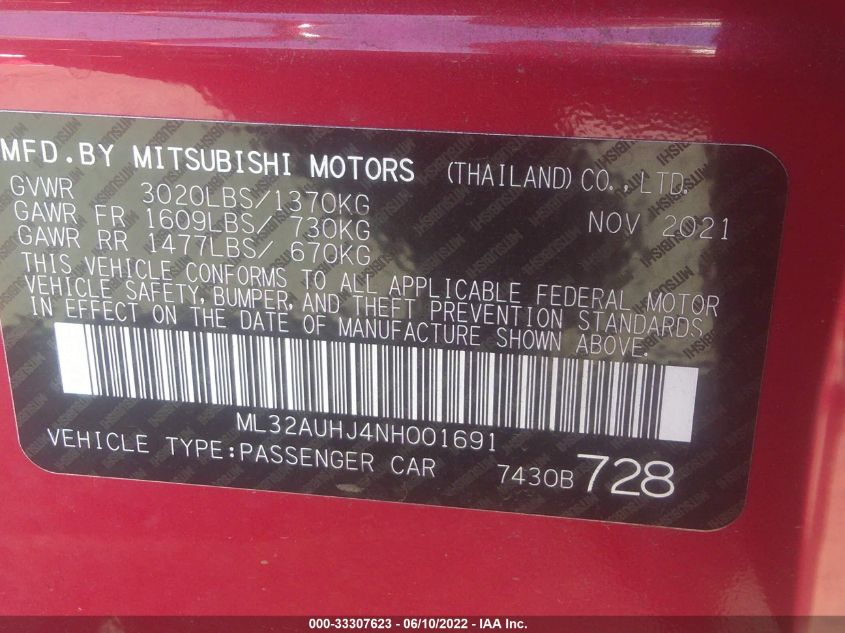 MFD.BY MITSUBISHI MOTORS (THAILAND) CO.,LTD.
GVWR 3020LBS/1370KG
GAWR FR 1609LBS/ 730KG NOV 2021
GAWR RR 1477LBS/ 670KG
THIS VEHICLE CONFORMS TO ALL APPLICABLE FEDERAL MOTOR
VEHICLE SAFETY, BUMPER, AND THEFT PREVENTION STANDARDS
IN EFFECT ON THE DATE OF MANUFACTURE SHOWN ABOVE.
ML32AUHJ4NH001691
VEHICLE TYPE:PASSENGER CAR 7430B 728
MITSUBISHI
000-33307623 - 06/10/2022 - IAA Inc.